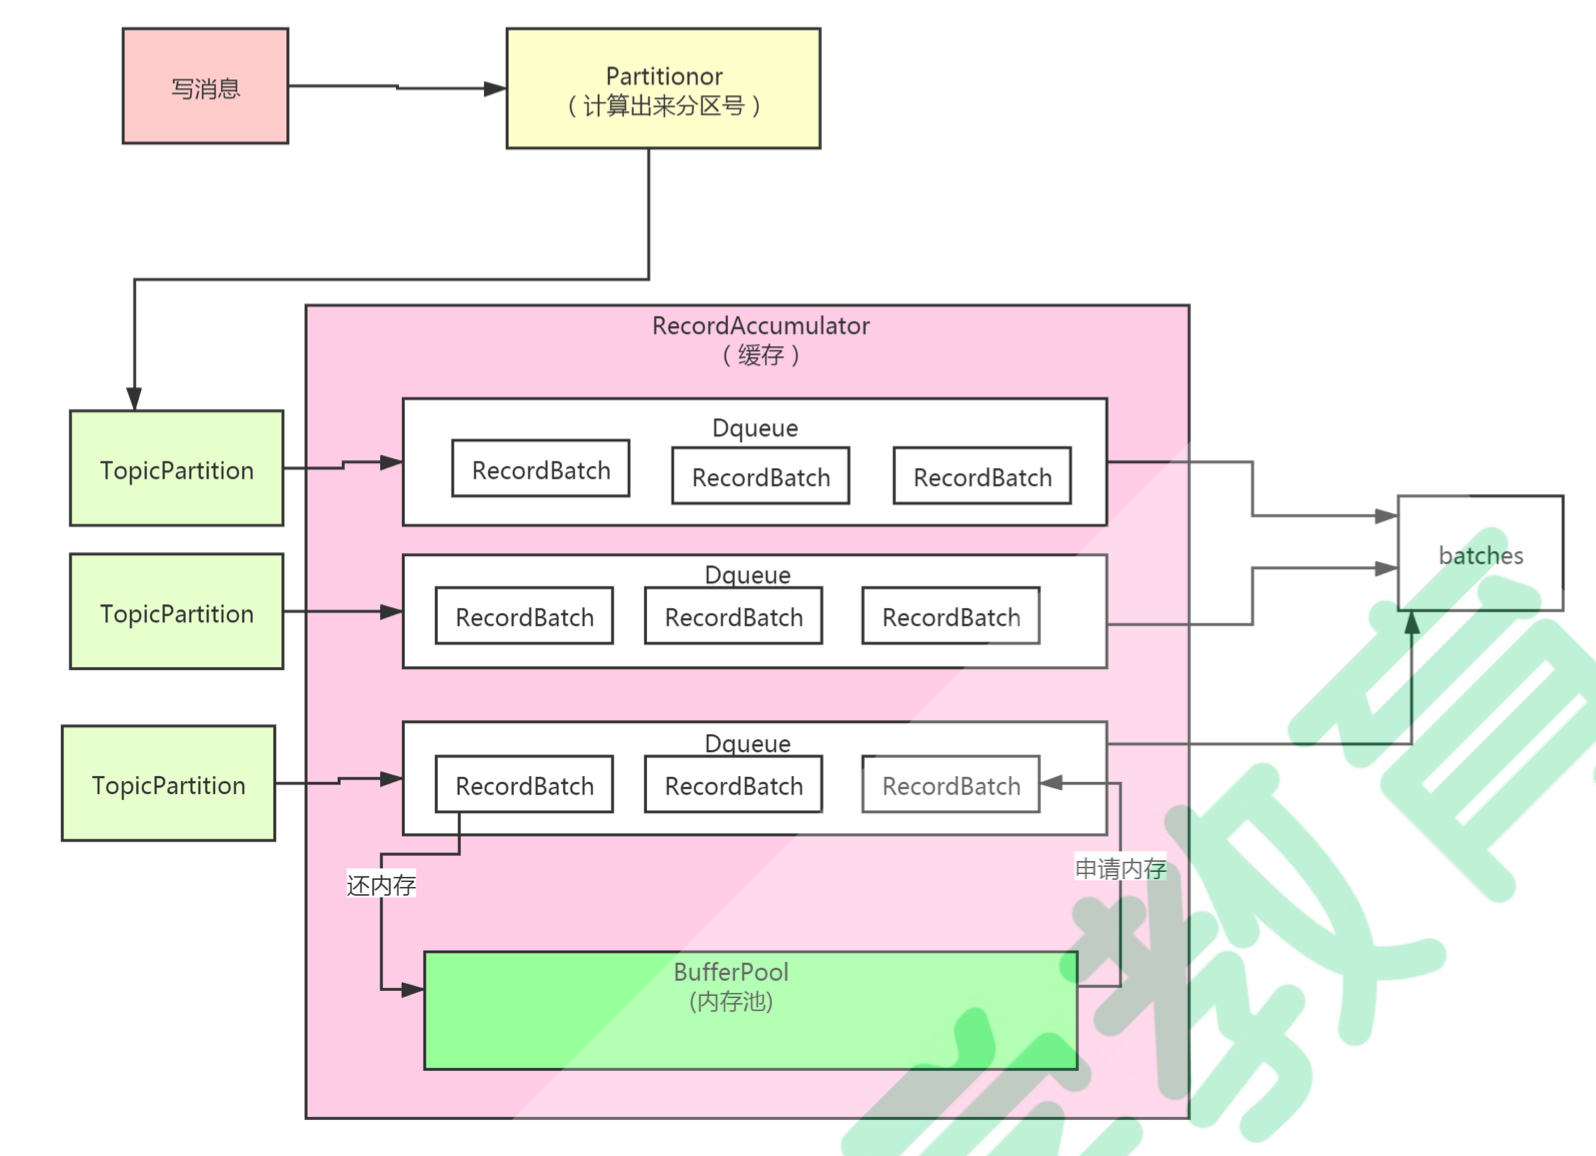 写消息
Partitionor
（计算出来分区号）
RecordAccumulator
（缓存）
TopicPartition
Dqueue
RecordBatch
RecordBatch
RecordBatch
batches
TopicPartition
Dqueue
RecordBatch
RecordBatch
RecordBatch
TopicPartition
Dqueue
RecordBatch
RecordBatch
RecordBatch
还内存
申请内存
BufferPool
(内存池)
教育